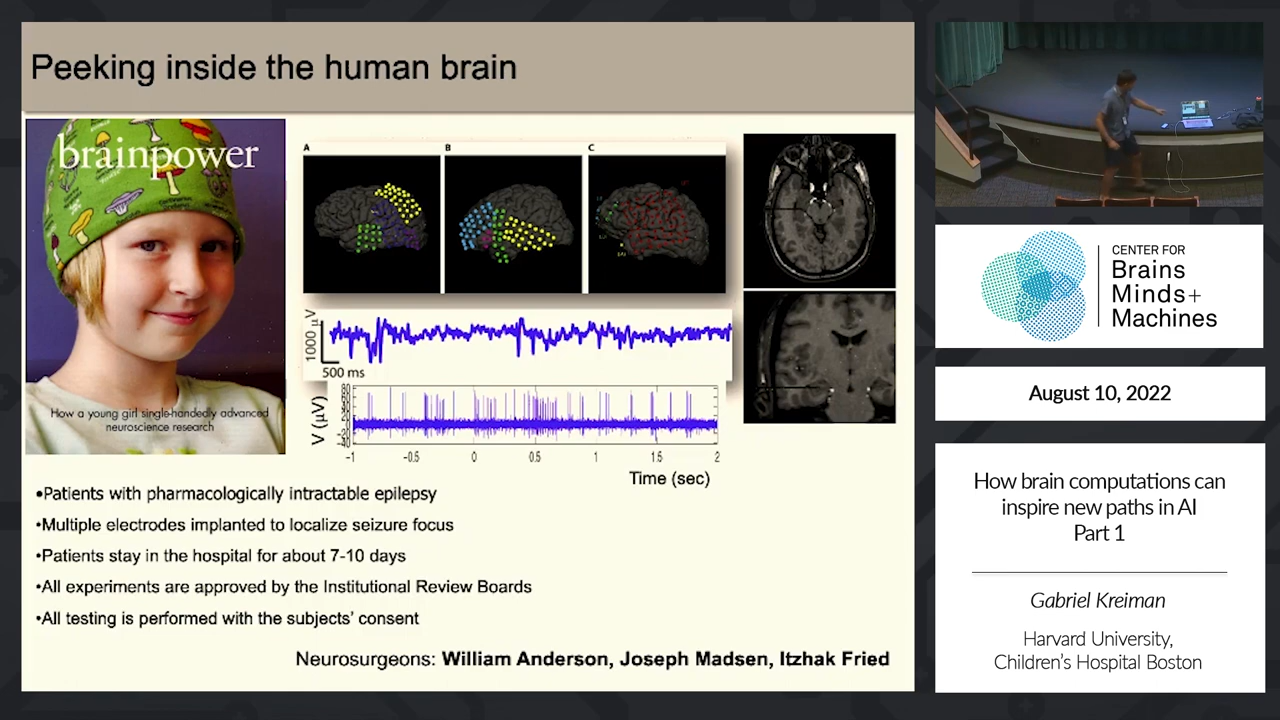 Peeking inside the human brain
brainpower
How a young girl single-handedly advanced
neuroscience research
A
B
C
1000 µV
500 ms
V (µV)
80
-1
-0.5
0
0.5
1
1.5
2
Time (sec)
•Patients with pharmacologically intractable epilepsy
•Multiple electrodes implanted to localize seizure focus
•Patients stay in the hospital for about 7-10 days
•All experiments are approved by the Institutional Review Boards
•All testing is performed with the subjects' consent
Neurosurgeons: William Anderson, Joseph Madsen, Itzhak Fried
CENTER FOR
Brains
Minds+
Machines
August 10, 2022
How brain computations can
inspire new paths in AI
Part 1
Gabriel Kreiman
Harvard University,
Children's Hospital Boston